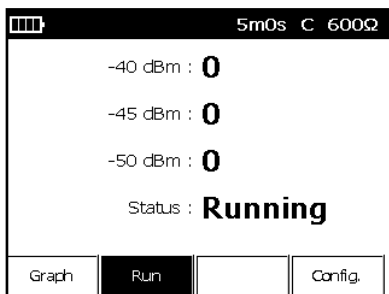 5m0s C 600Ω
-40 dBm : 0
-45 dBm : 0
-50 dBm : 0
Status : Running
Graph Run Config.